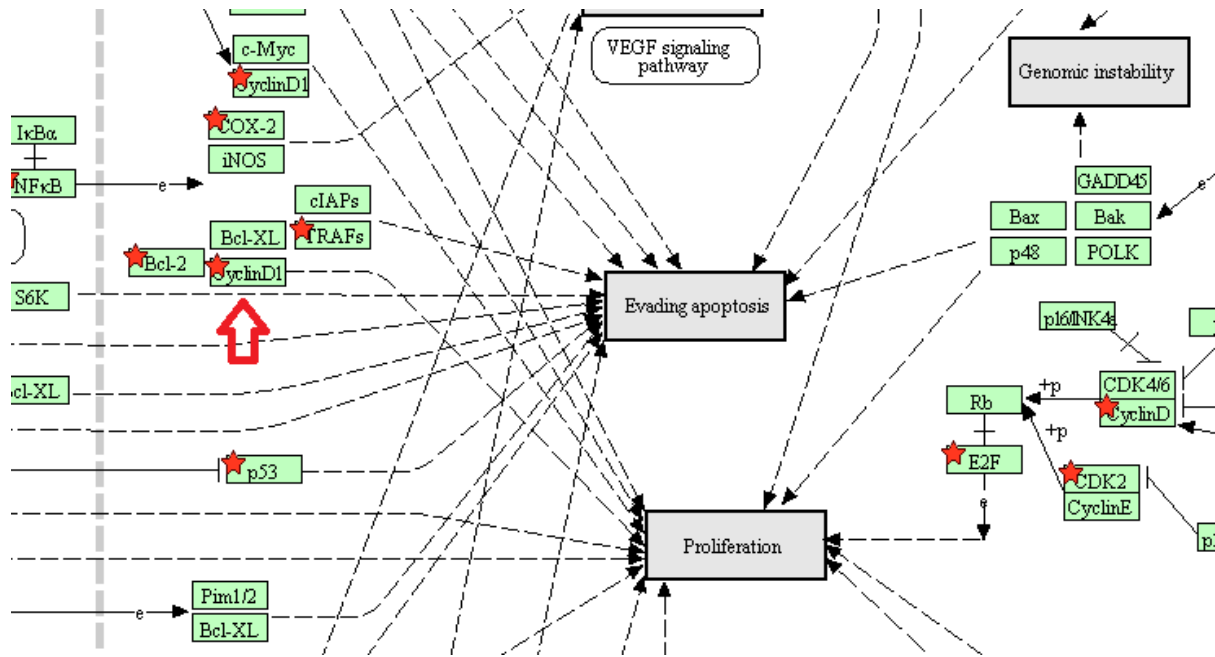 c-Myc
CyclinD1
COX-2
iNOS
VEGF signaling
pathway
Genomic instability
IκBα
NFκB
e
cIAPs
TRAFs
Bcl-XL
Bcl-2
CyclinD1
GADD45
e
Bax
Bak
p48
POLK
S6K
Evading apoptosis
p16/INK4a
cl-XL
CDK4/6
CyclinD
+p
Rb
+p
E2F
p53
CDK2
CyclinE
e
Proliferation
Pim1/2
Bcl-XL
e